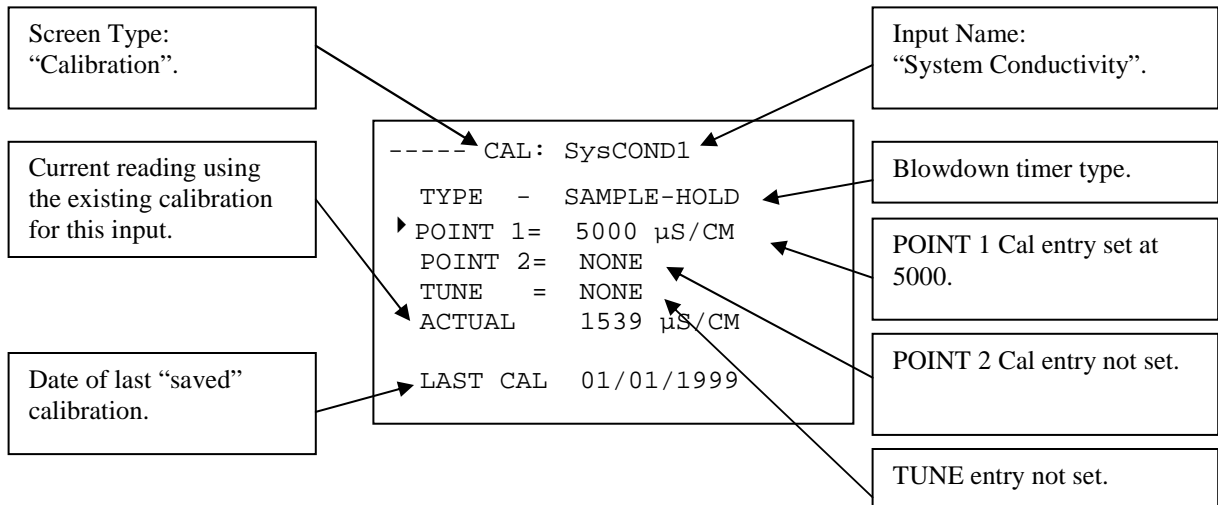 Screen Type:
“Calibration”.
Input Name:
“System Conductivity”.
Current reading using
the existing calibration
for this input.
Date of last “saved”
calibration.
----- CAL: SysCOND1
TYPE - SAMPLE-HOLD
POINT 1= 5000 µS/CM
POINT 2= NONE
TUNE = NONE
ACTUAL 1539 µS/CM
LAST CAL 01/01/1999
Blowdown timer type.
POINT 1 Cal entry set at
5000.
POINT 2 Cal entry not set.
TUNE entry not set.